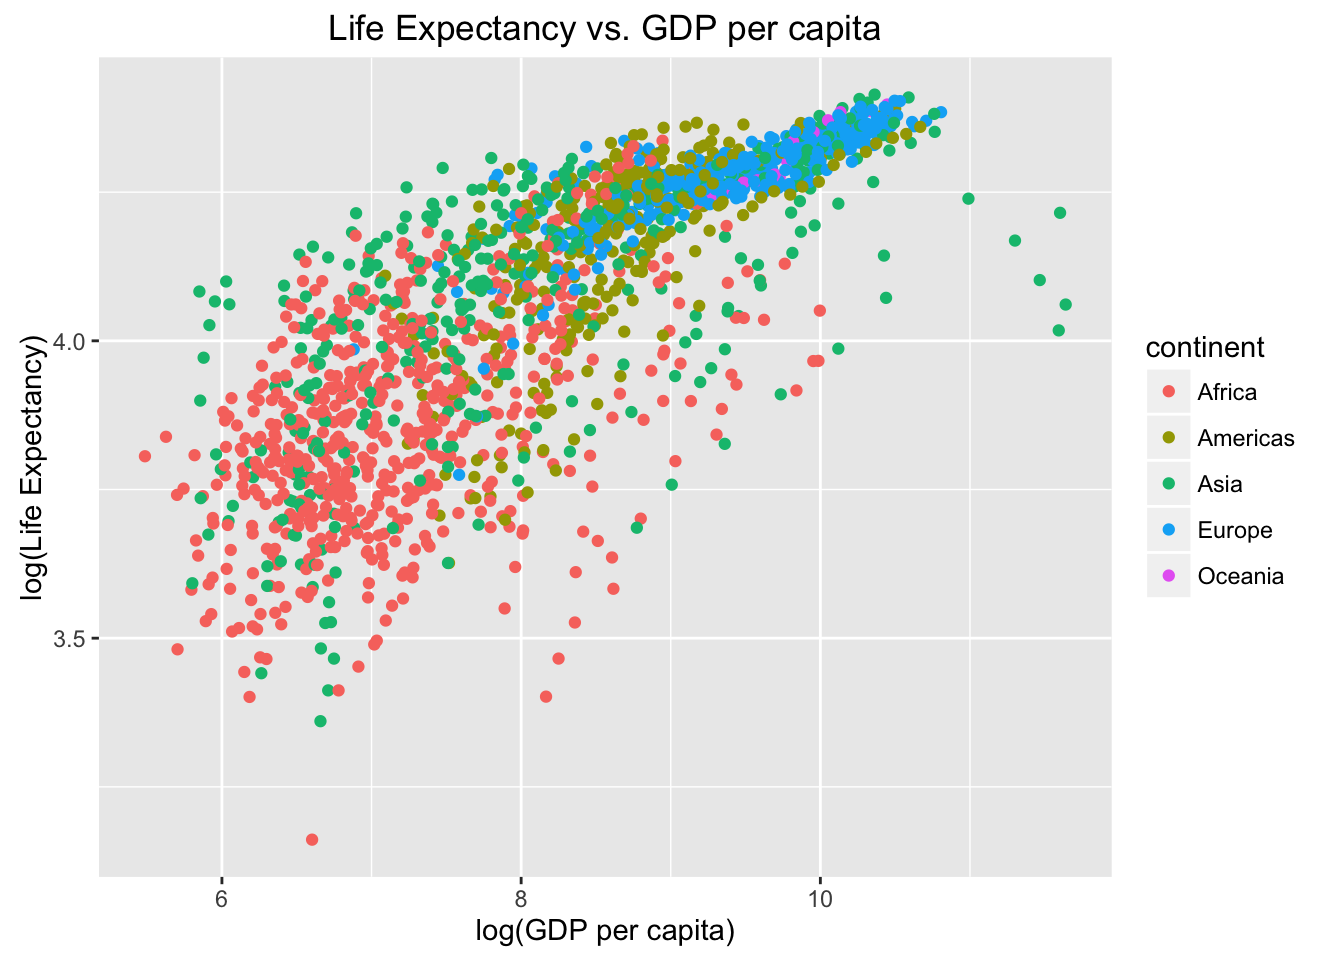 Life Expectancy vs. GDP per capita
log(Life Expectancy)
4.0
3.5
6 8 10
log(GDP per capita)
continent
Africa
Americas
Asia
Europe
Oceania